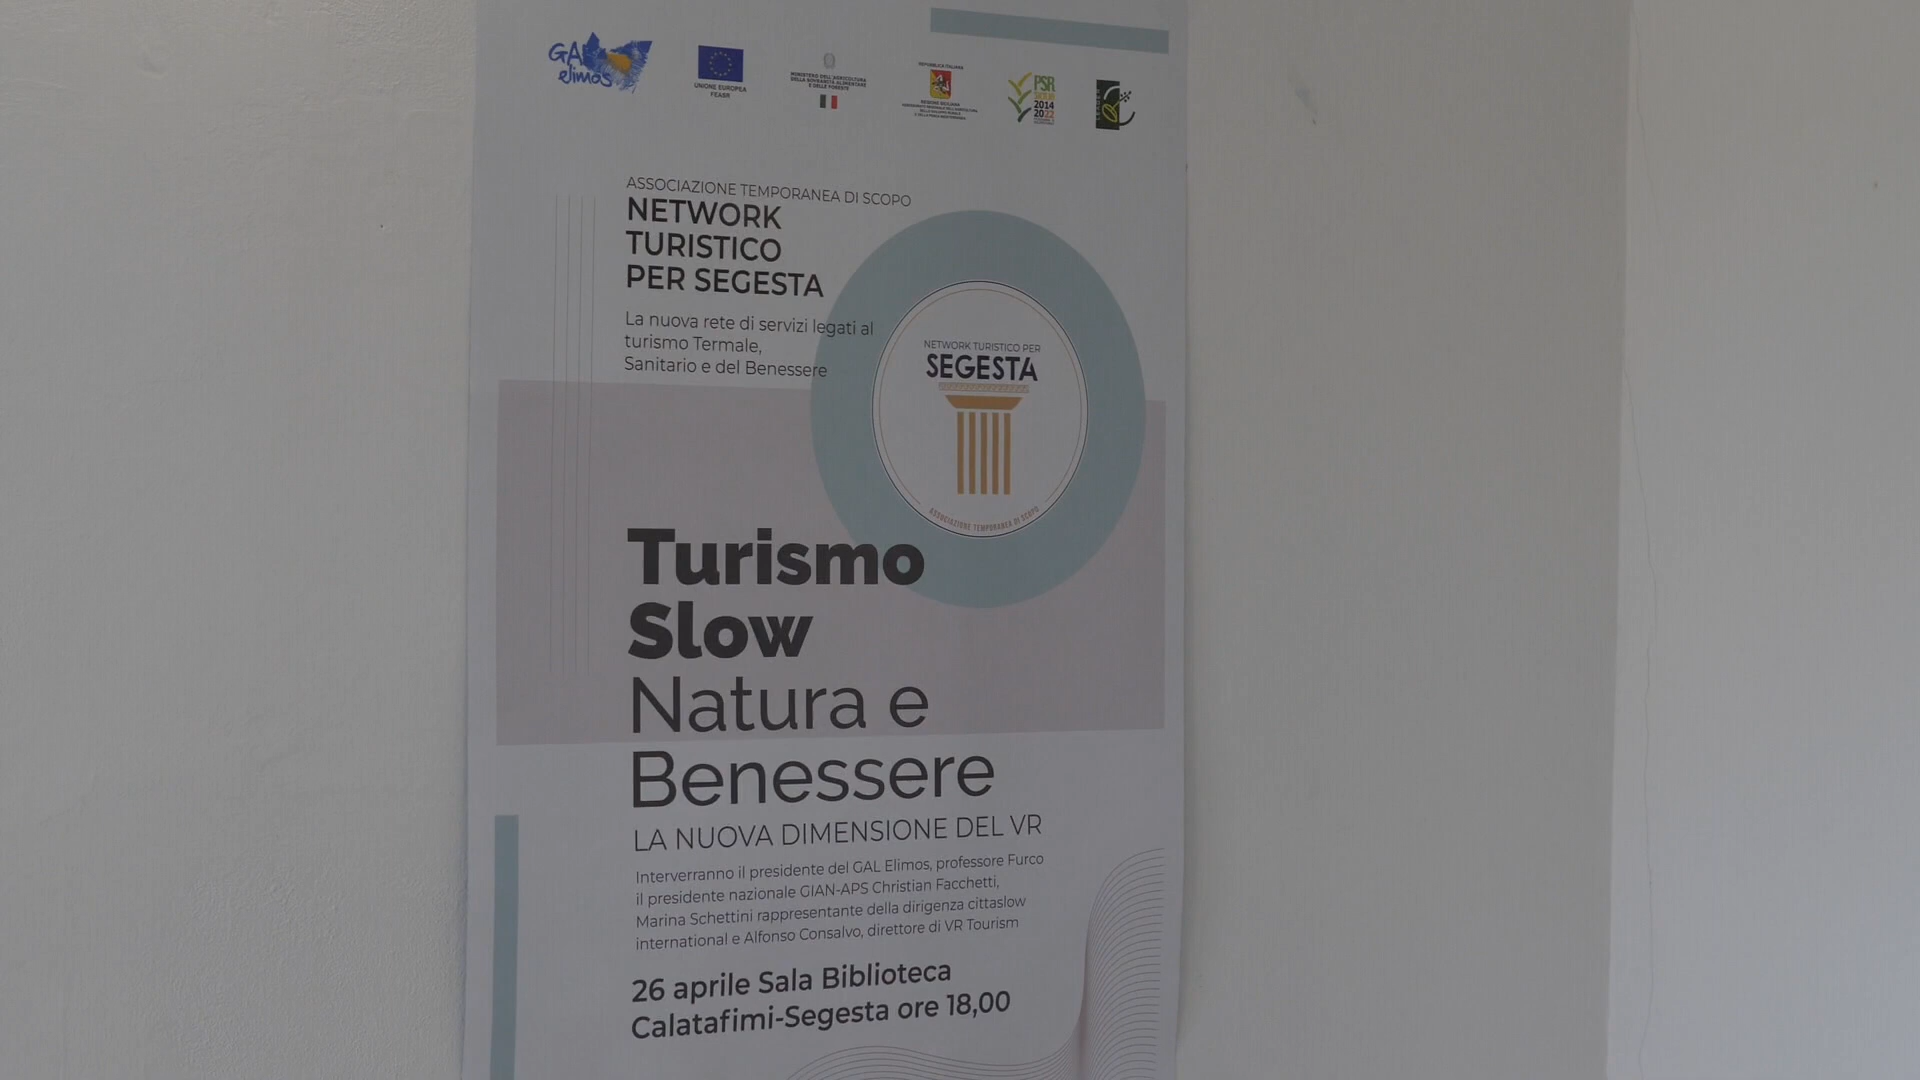 GAL
elimos
UNIONE EUROPEA
FEASR
MINISTERO DELL'AGRICOLTURA
DELLA SOVRANITÀ ALIMENTARE
E DELLE FORESTE
REPUBBLICA ITALIANA
REGIONE SICILIANA
PSR
SICILIA
2014
2022
ASSOCIAZIONE TEMPORANEA DI SCOPO
NETWORK
TURISTICO
PER SEGESTA
La nuova rete di servizi legati al
turismo Termale,
Sanitario e del Benessere
NETWORK TURISTICO PER
SEGESTA
ASSOCIAZIONE TEMPORANEA DI SCOPO
Turismo
Slow
Natura e
Benessere
LA NUOVA DIMENSIONE DEL VR
Interverranno il presidente del GAL Elimos, professore Furco
il presidente nazionale GIAN-APS Christian Facchetti,
Marina Schettini rappresentante della dirigenza cittaslow
international e Alfonso Consalvo, direttore di VR Tourism
26 aprile Sala Biblioteca
Calatafimi-Segesta ore 18,00